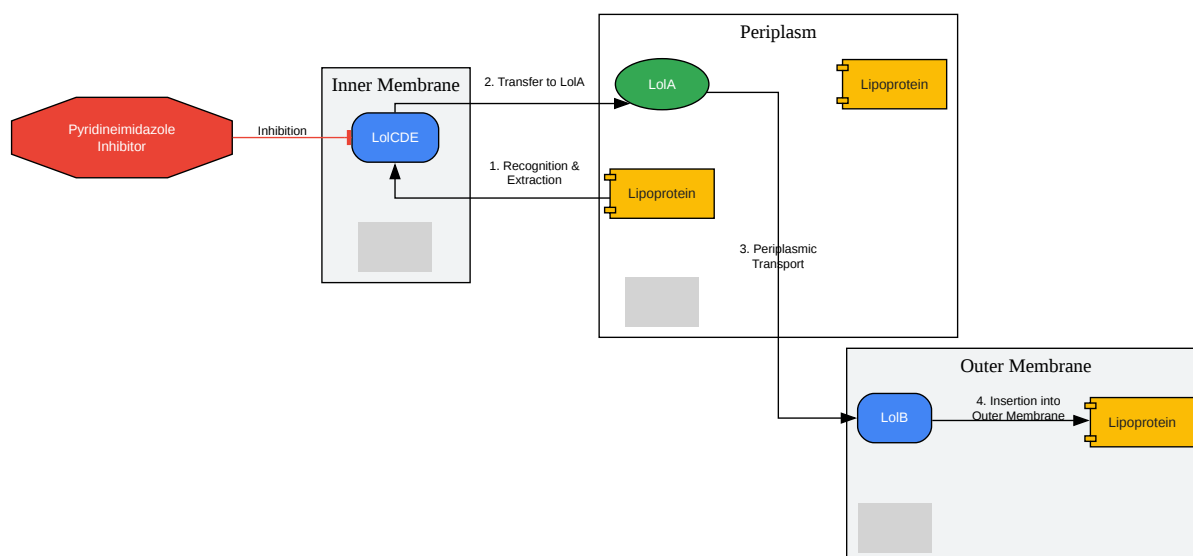 Periplasm
Inner Membrane
2. Transfer to LolA
LolA
Lipoprotein
Pyridineimidazole
Inhibitor
Inhibition
LolCDE
1. Recognition &
Extraction
Lipoprotein
3. Periplasmic
Transport
Outer Membrane
LolB
4. Insertion into
Outer Membrane
Lipoprotein